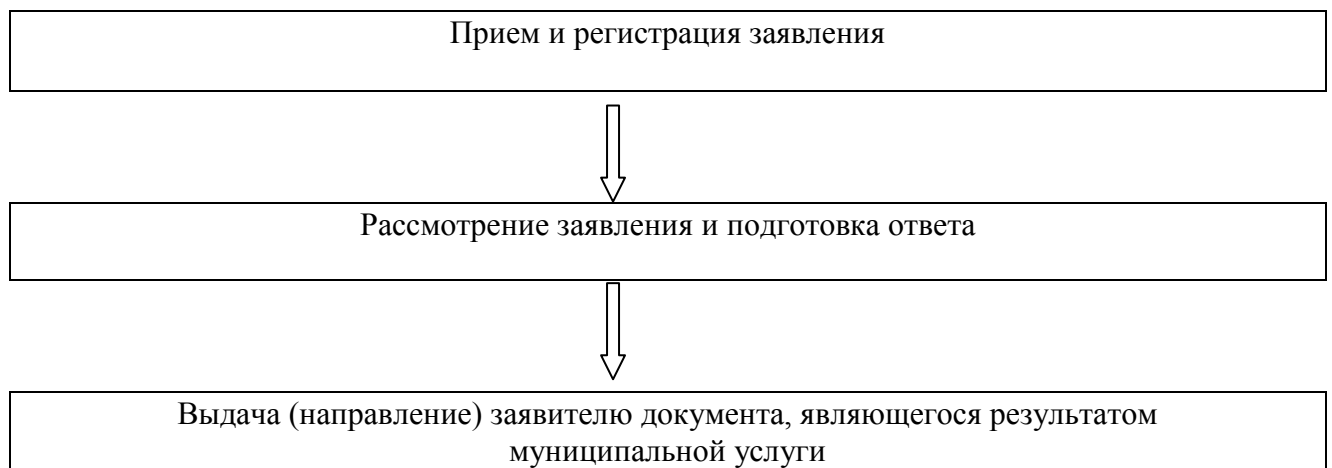 Прием и регистрация заявления
Рассмотрение заявления и подготовка ответа
Выдача (направление) заявителю документа, являющегося результатом
муниципальной услуги